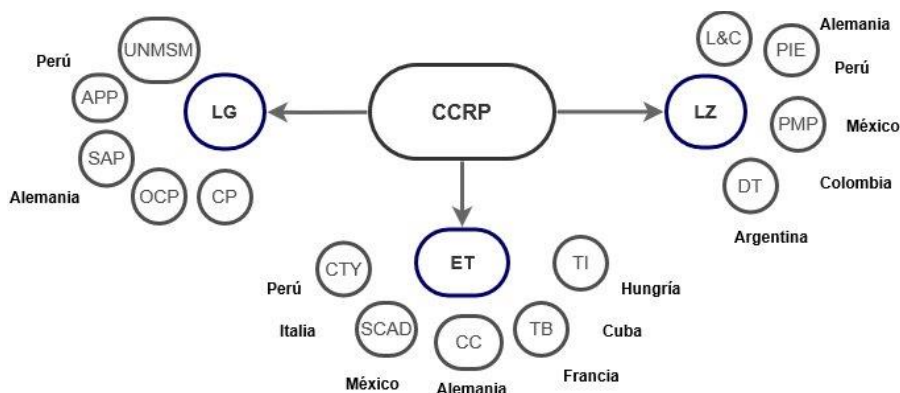 CCRP
UNMSM
Perú
APP
LG
SAP
Alemania
OCP
CP
L&C
Alemania
PIE
Perú
LZ
PMP
México
DT
Colombia
Argentina
ET
CTY
Perú
TI
Hungría
Italia
SCAD
CC
TB
Cuba
México
Alemania
Francia